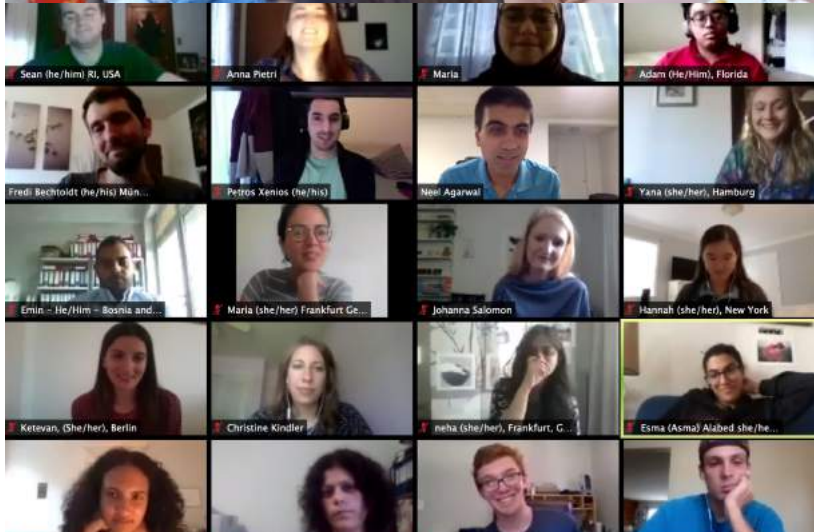 Sean (he/him) RI, USA
Anna Pietri
Maria
Adam (He/Him), Florida
Fredi Bechtoldt (he/his) Mün...
Petros Xenios (he/his)
Neel Agarwal
Yana (she/her), Hamburg
Emin - He/Him - Bosnia and...
Maria (she/her) Frankfurt Ge...
Johanna Salomon
Hannah (she/her), New York
Ketevan, (She/her), Berlin
Christine Kindler
neha (she/her), Frankfurt, G...
Esma (Asma) Alabed she/he...